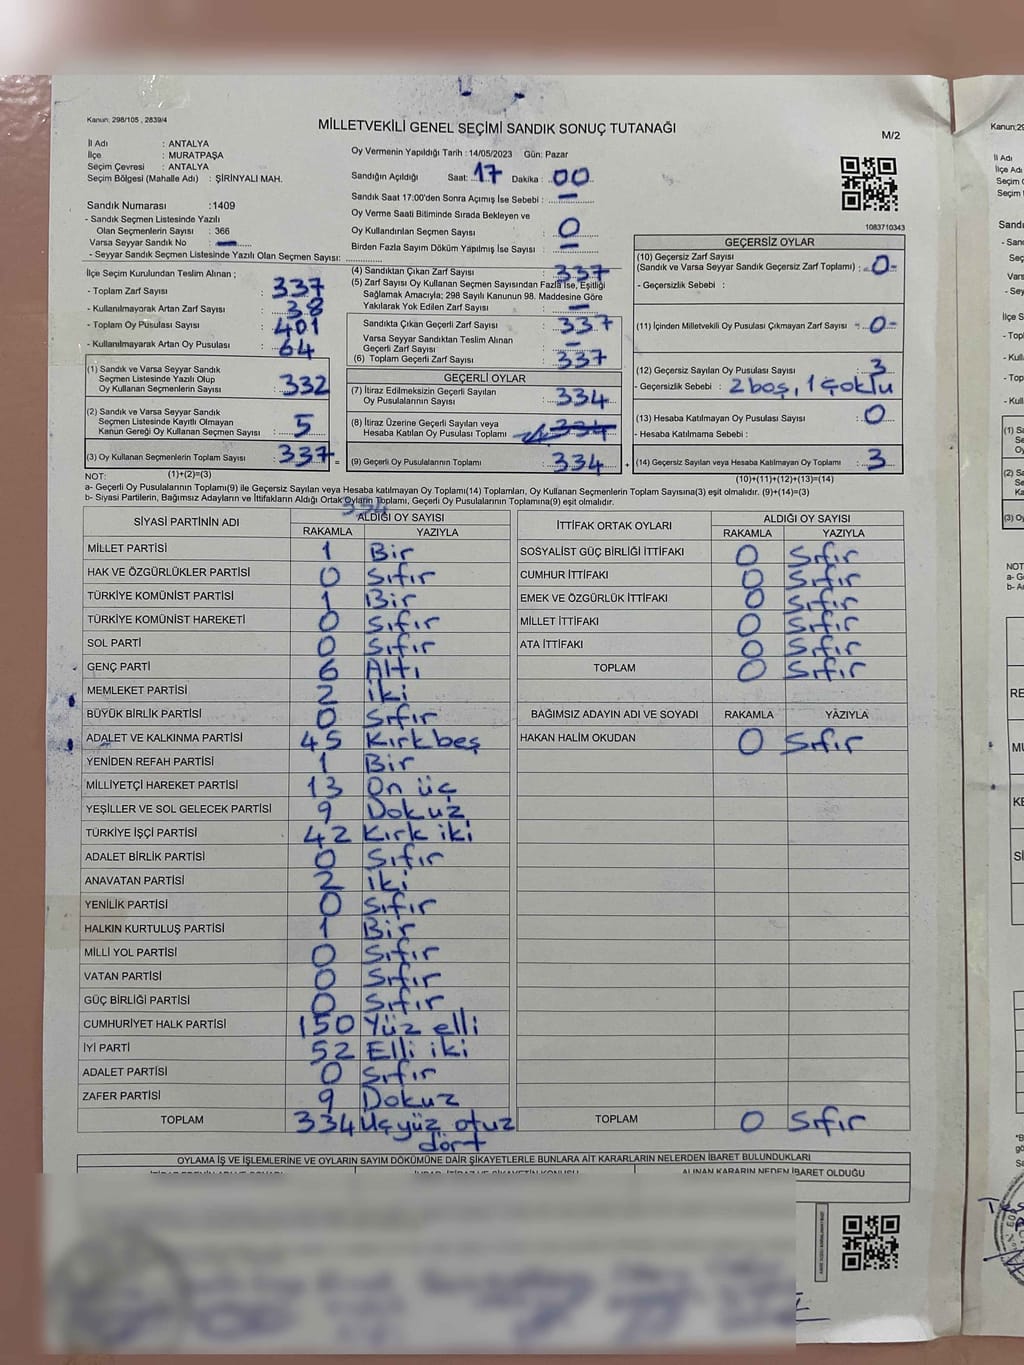 Kanun: 298/105 , 2839/4
MİLLETVEKİLİ GENEL SEÇİMİ SANDIK SONUÇ TUTANAĞI
M/2
İl Adı : ANTALYA
İlçe : MURATPAŞA
Seçim Çevresi : ANTALYA
Seçim Bölgesi (Mahalle Adı) : ŞİRİNYALI MAH.
Oy Vermenin Yapıldığı Tarih : 14/05/2023 Gün: Pazar
Sandığın Açıldığı Saat: 17 Dakika : 00
Sandık Saat 17:00'den Sonra Açımış İse Sebebi : —
Oy Verme Saati Bitiminde Sırada Bekleyen ve
Oy Kullandırılan Seçmen Sayısı : 0
Birden Fazla Sayım Döküm Yapılmış İse Sayısı : —
1083710343
Sandık Numarası : 1409
- Sandık Seçmen Listesinde Yazılı
Olan Seçmenlerin Sayısı : 366
Varsa Seyyar Sandık No : —
- Seyyar Sandık Seçmen Listesinde Yazılı Olan Seçmen Sayısı:
İlçe Seçim Kurulundan Teslim Alınan ;
- Toplam Zarf Sayısı : 337
- Kullanılmayarak Artan Zarf Sayısı : 38
- Toplam Oy Pusulası Sayısı : 401
- Kullanılmayarak Artan Oy Pusulası : 64
(1) Sandık ve Varsa Seyyar Sandık
Seçmen Listesinde Yazılı Olup
Oy Kullanan Seçmenlerin Sayısı : 332
(2) Sandık ve Varsa Seyyar Sandık
Seçmen Listesinde Kayıtlı Olmayan
Kanun Gereği Oy Kullanan Seçmen Sayısı : 5
(3) Oy Kullanan Seçmenlerin Toplam Sayısı : 337 =
(1)+(2)=(3)
(4) Sandıktan Çıkan Zarf Sayısı : 337
(5) Zarf Sayısı Oy Kullanan Seçmen Sayısından Fazla İse, Eşitliği
Sağlamak Amacıyla; 298 Sayılı Kanunun 98. Maddesine Göre
Yakılarak Yok Edilen Zarf Sayısı : —
Sandıkta Çıkan Geçerli Zarf Sayısı : 337
Varsa Seyyar Sandıktan Teslim Alınan
Geçerli Zarf Sayısı : —
(6) Toplam Geçerli Zarf Sayısı : 337
GEÇERLİ OYLAR
(7) İtiraz Edilmeksizin Geçerli Sayılan
Oy Pusulalarının Sayısı : 334
(8) İtiraz Üzerine Geçerli Sayılan veya
Hesaba Katılan Oy Pusulası Toplamı : 334
(9) Geçerli Oy Pusulalarının Toplamı : 334 +
GEÇERSİZ OYLAR
(10) Geçersiz Zarf Sayısı
(Sandık ve Varsa Seyyar Sandık Geçersiz Zarf Toplamı) : -0-
- Geçersizlik Sebebi :
(11) İçinden Milletvekili Oy Pusulası Çıkmayan Zarf Sayısı : -0-
(12) Geçersiz Sayılan Oy Pusulası Sayısı : 3
- Geçersizlik Sebebi : 2 boş, 1 çoklu
(13) Hesaba Katılmayan Oy Pusulası Sayısı : 0
- Hesaba Katılmama Sebebi :
(14) Geçersiz Sayılan veya Hesaba Katılmayan Oy Toplamı : 3
(10)+(11)+(12)+(13)=(14)
NOT:
a- Geçerli Oy Pusulalarının Toplamı(9) ile Geçersiz Sayılan veya Hesaba katılmayan Oy Toplamı(14) Toplamları, Oy Kullanan Seçmenlerin Toplam Sayısına(3) eşit olmalıdır. (9)+(14)=(3)
b- Siyasi Partilerin, Bağımsız Adayların ve İttifakların Aldığı Ortak Oyların Toplamı, Geçerli Oy Pusulalarının Toplamına(9) eşit olmalıdır.
334
SİYASİ PARTİNİN ADI ALDIĞI OY SAYISI
RAKAMLA YAZIYLA
MİLLET PARTİSİ 1 Bir
HAK VE ÖZGÜRLÜKLER PARTİSİ 0 Sıfır
TÜRKİYE KOMÜNİST PARTİSİ 1 Bir
TÜRKİYE KOMÜNİST HAREKETİ 0 Sıfır
SOL PARTİ 0 Sıfır
GENÇ PARTİ 6 Altı
MEMLEKET PARTİSİ 2 iki
BÜYÜK BİRLİK PARTİSİ 0 Sıfır
ADALET VE KALKINMA PARTİSİ 45 Kırkbeş
YENİDEN REFAH PARTİSİ 1 Bir
MİLLİYETÇİ HAREKET PARTİSİ 13 On üç
YEŞİLLER VE SOL GELECEK PARTİSİ 9 Dokuz
TÜRKİYE İŞÇİ PARTİSİ 42 Kırk iki
ADALET BİRLİK PARTİSİ 0 Sıfır
ANAVATAN PARTİSİ 2 iki
YENİLİK PARTİSİ 0 Sıfır
HALKIN KURTULUŞ PARTİSİ 1 Bir
MİLLİ YOL PARTİSİ 0 Sıfır
VATAN PARTİSİ 0 Sıfır
GÜÇ BİRLİĞİ PARTİSİ 0 Sıfır
CUMHURİYET HALK PARTİSİ 150 Yüz elli
İYİ PARTİ 52 Elli iki
ADALET PARTİSİ 0 Sıfır
ZAFER PARTİSİ 9 Dokuz
TOPLAM 334 Üçyüz otuz
dört
İTTİFAK ORTAK OYLARI ALDIĞI OY SAYISI
RAKAMLA YAZIYLA
SOSYALİST GÜÇ BİRLİĞİ İTTİFAKI 0 Sıfır
CUMHUR İTTİFAKI 0 Sıfır
EMEK VE ÖZGÜRLÜK İTTİFAKI 0 Sıfır
MİLLET İTTİFAKI 0 Sıfır
ATA İTTİFAKI 0 Sıfır
TOPLAM 0 Sıfır
BAĞIMSIZ ADAYIN ADI VE SOYADI RAKAMLA YAZIYLA
HAKAN HALİM OKUDAN 0 Sıfır
TOPLAM 0 Sıfır
OYLAMA İŞ VE İŞLEMLERİNE VE OYLARIN SAYIM DÖKÜMÜNE DAİR ŞİKAYETLERLE BUNLARA AİT KARARLARIN NELERDEN İBARET BULUNDUKLARI
ALINAN KARARIN NEDEN İBARET OLDUĞU